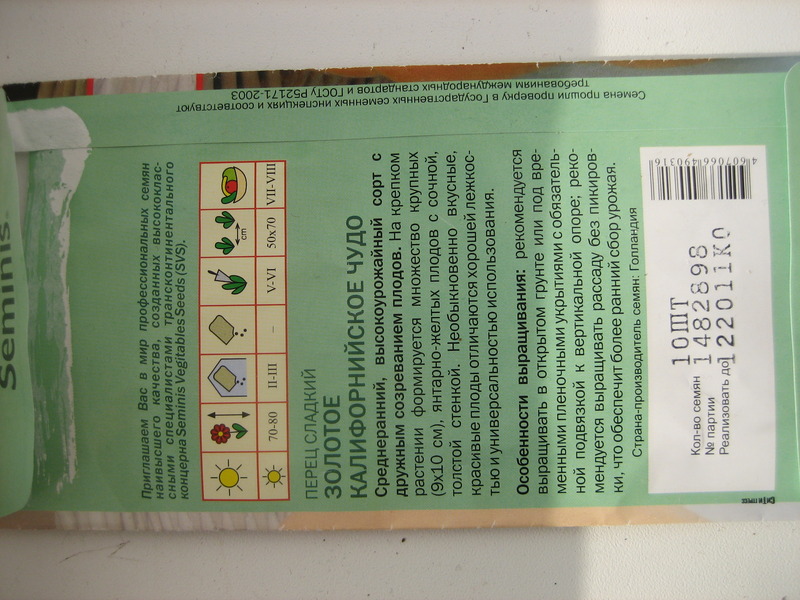 Seminis
Приглашаем Вас в мир профессиональных семян
наивысшего качества, созданных высококлас-
сными специалистами трансконтинентального
концерна Seminis Vegitables Seeds (SVS).
cm
70-80 II-III – V-VI 50x70 VII-VIII
ПЕРЕЦ СЛАДКИЙ
ЗОЛОТОЕ
КАЛИФОРНИЙСКОЕ ЧУДО
Среднеранний, высокоурожайный сорт с
дружным созреванием плодов. На крепком
растении формируется множество крупных
(9х10 см), янтарно-желтых плодов с сочной,
толстой стенкой. Необыкновенно вкусные,
красивые плоды отличаются хорошей лежкос-
тью и универсальностью использования.
Особенности выращивания: рекомендуется
выращивать в открытом грунте или под вре-
менными пленочными укрытиями с обязатель-
ной подвязкой к вертикальной опоре; реко-
мендуется выращивать рассаду без пикиров-
ки, что обеспечит более ранний сбор урожая.
Страна-производитель семян: Голландия
Кол-во семян 10ШТ
№ партии 1482898
Реализовать до 122011К0
4607066490316
Семена прошли проверку в Государственных семенных инспекциях и соответствуют
требованиям международных стандартов и ГОСТу Р52171-2003